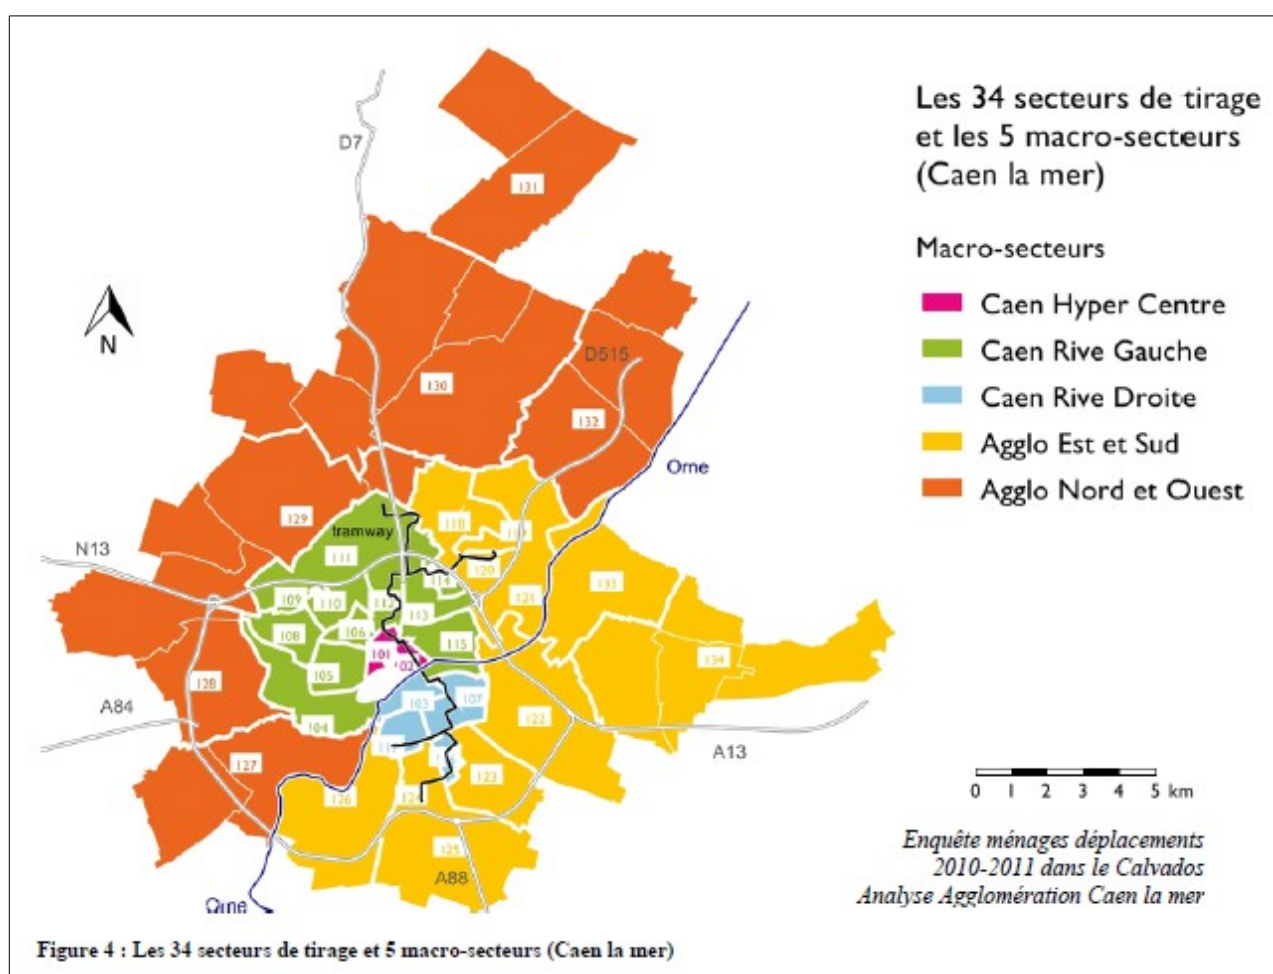 Les 34 secteurs de tirage
et les 5 macro-secteurs
(Caen la mer)
Macro-secteurs
Caen Hyper Centre
Caen Rive Gauche
Caen Rive Droite
Agglo Est et Sud
Agglo Nord et Ouest
D7
131
N
D515
130
132
Orne
129
118
tramway
N13
111
120
133
114
109
110
112
121
113
108
106
115
101
134
105
128
107
103
A84
104
122
A13
127
123
126
125
A88
Orne
0 1 2 3 4 5 km
Enquête ménages déplacements
2010-2011 dans le Calvados
Analyse Agglomération Caen la mer
Figure 4 : Les 34 secteurs de tirage et 5 macro-secteurs (Caen la mer)